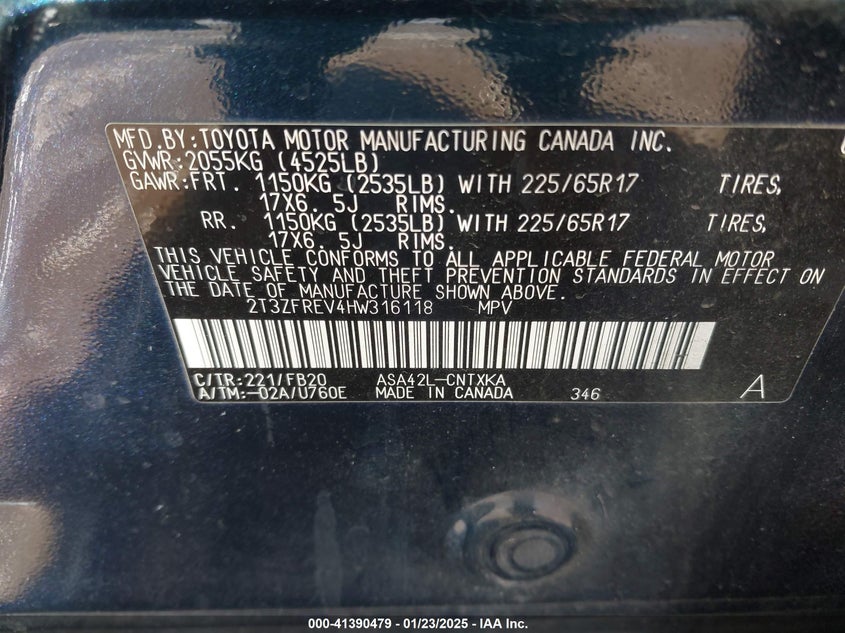 MFD.BY:TOYOTA MOTOR MANUFACTURING CANADA INC.
GVWR:2055KG (4525LB)
GAWR:FRT. 1150KG (2535LB) WITH 225/65R17 TIRES,
17X6.5J RIMS.
RR. 1150KG (2535LB) WITH 225/65R17 TIRES,
17X6.5J RIMS.
THIS VEHICLE CONFORMS TO ALL APPLICABLE FEDERAL MOTOR
VEHICLE SAFETY AND THEFT PREVENTION STANDARDS IN EFFECT ON
THE DATE OF MANUFACTURE SHOWN ABOVE.
2T3ZFREV4HW316118 MPV
C/TR:221/FB20 ASA42L-CNTXKA
A/TM:-02A/U760E MADE IN CANADA 346 A
000-41390479 - 01/23/2025 - IAA Inc.